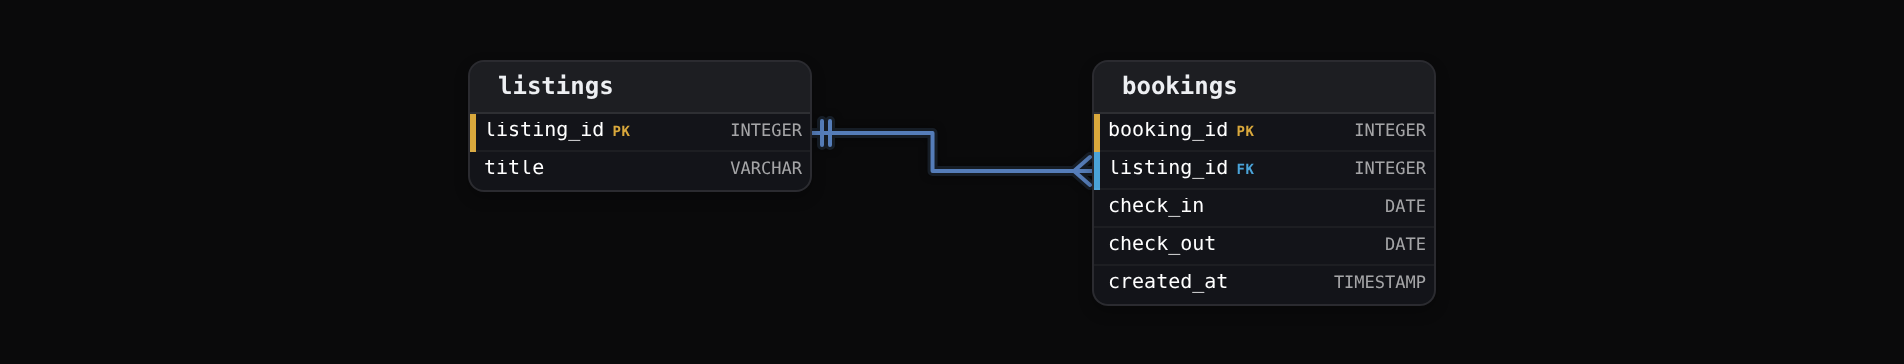 listings
listing_id PK INTEGER
title VARCHAR
bookings
booking_id PK INTEGER
listing_id FK INTEGER
check_in DATE
check_out DATE
created_at TIMESTAMP